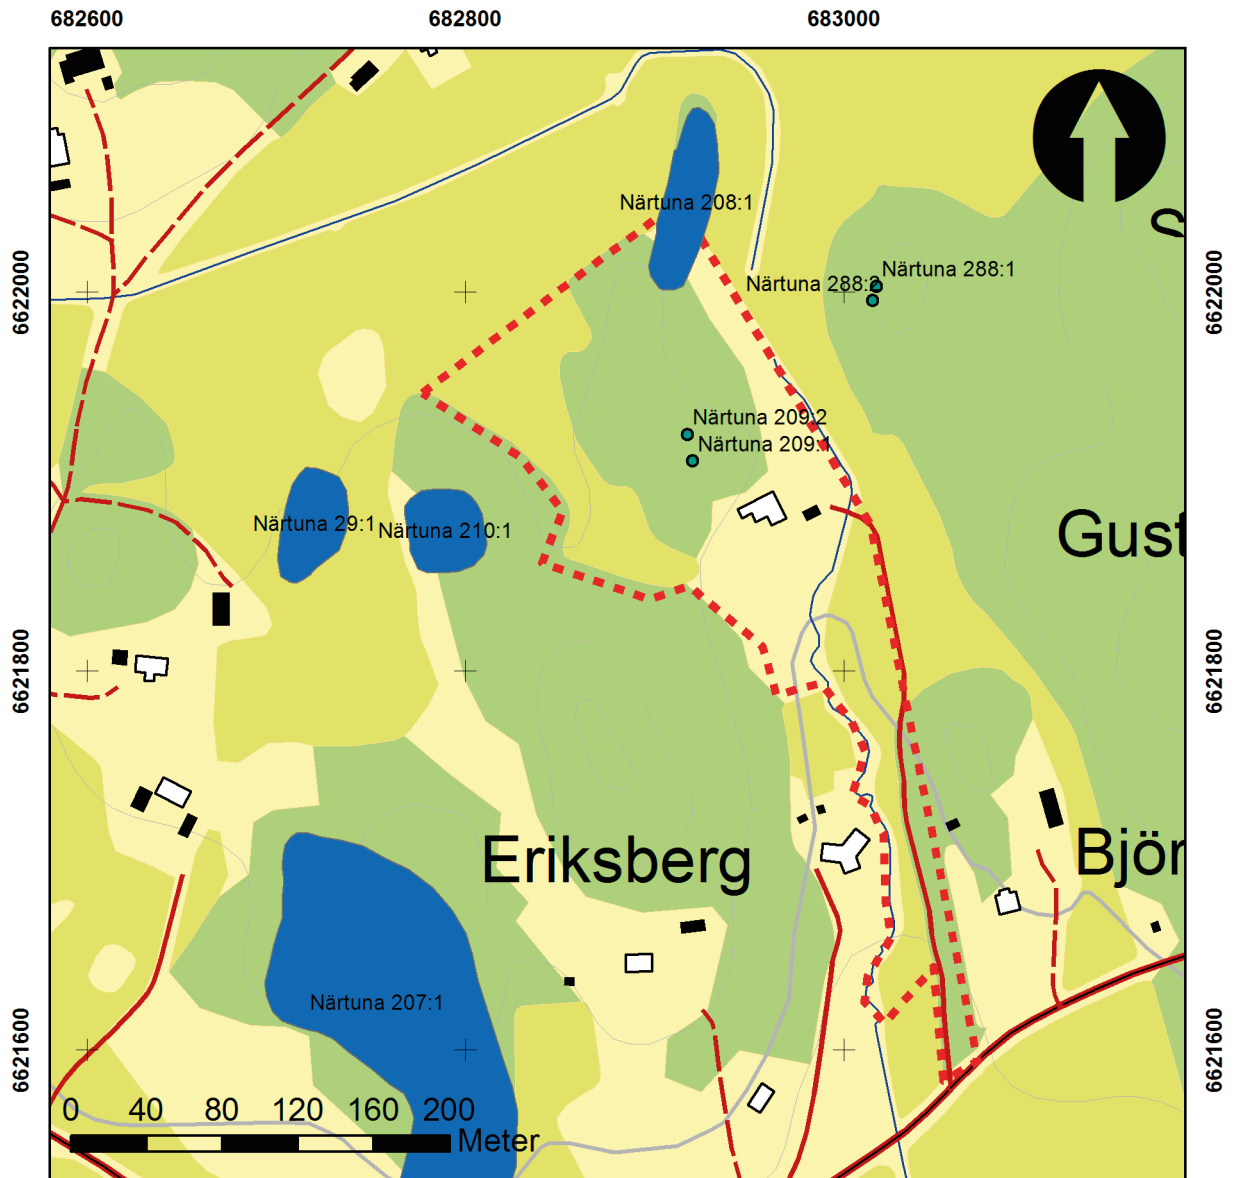 682600 682800 683000
Närtuna 208:1
6622000
Närtuna 288:1
Närtuna 288:2
6622000
Närtuna 209:2
Närtuna 209:1
Närtuna 29:1
Närtuna 210:1
Gust
6621800
6621800
Eriksberg
Björ
Närtuna 207:1
6621600
6621600
0 40 80 120 160 200
Meter